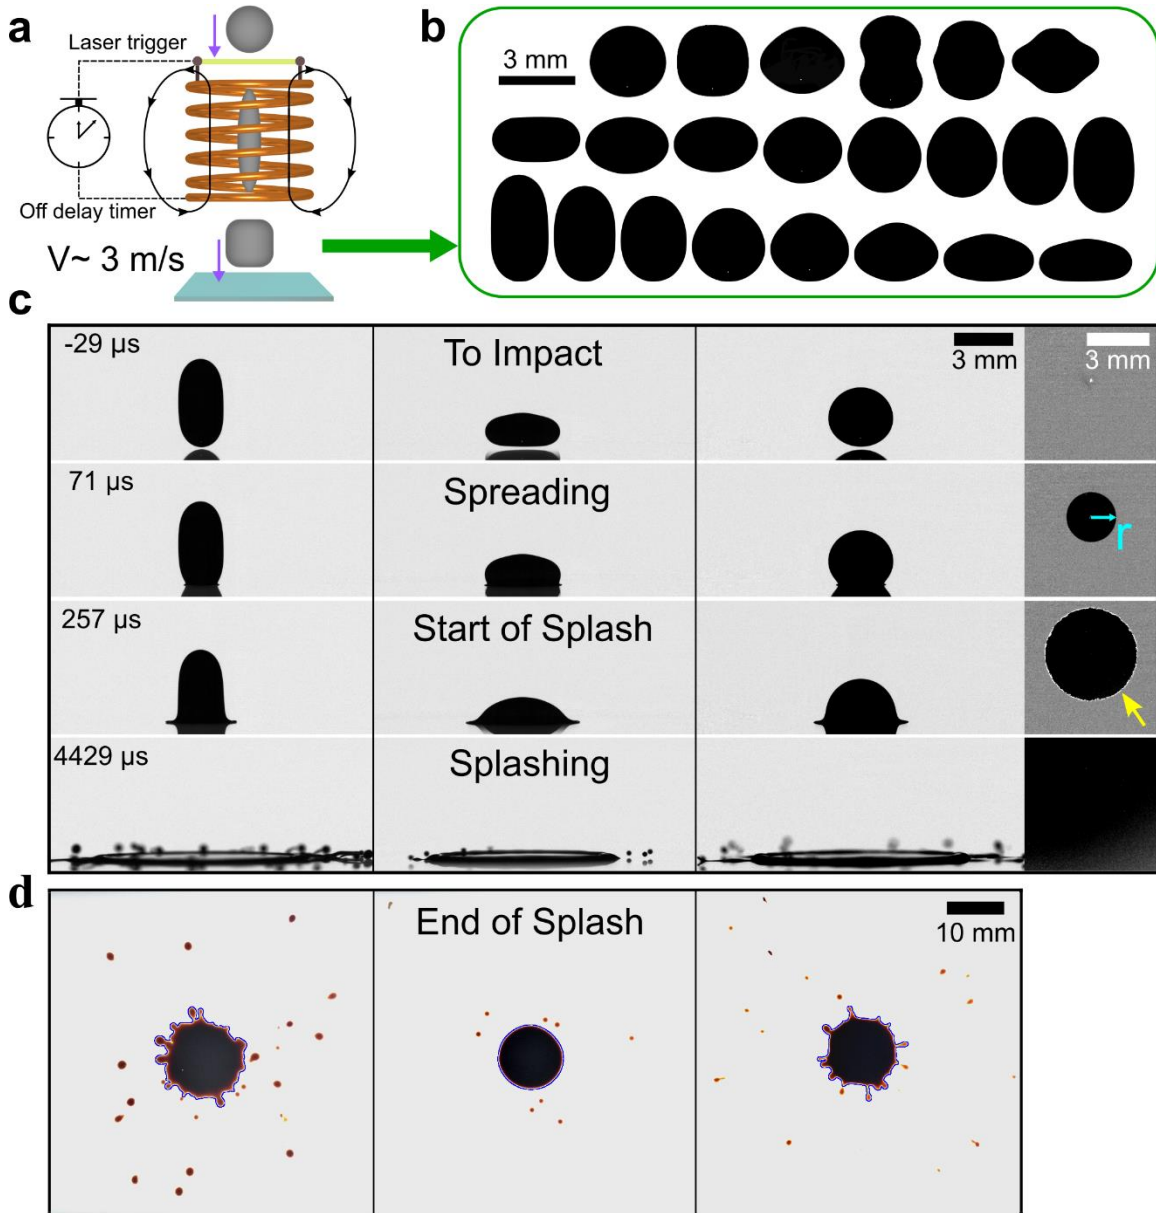 a
Laser trigger
Off delay timer
V~ 3 m/s
b
3 mm
c
-29 µs
To Impact
3 mm
3 mm
71 µs
Spreading
r
257 µs
Start of Splash
4429 µs
Splashing
d
End of Splash
10 mm